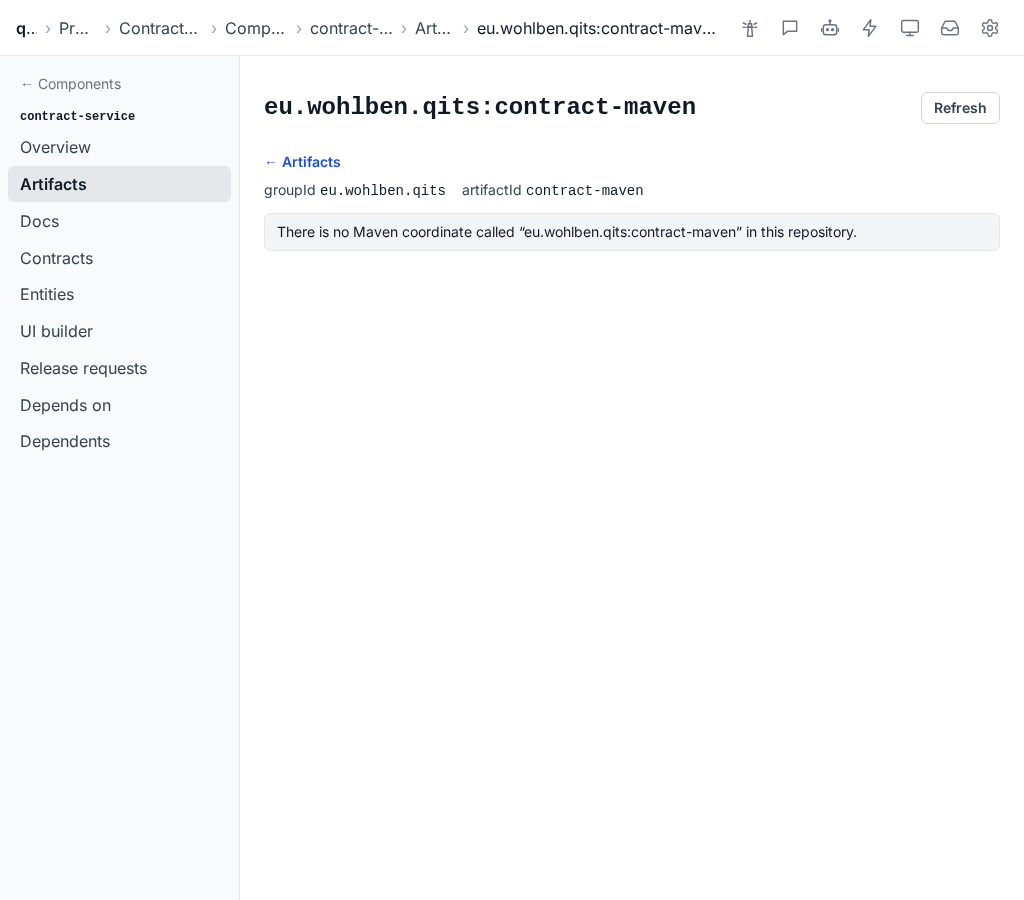 q... › Pr... › Contract... › Comp... › contract-... › Art... › eu.wohlben.qits:contract-mav...
← Components
contract-service
Overview
Artifacts
Docs
Contracts
Entities
UI builder
Release requests
Depends on
Dependents
eu.wohlben.qits:contract-maven
Refresh
← Artifacts
groupId eu.wohlben.qits artifactId contract-maven
There is no Maven coordinate called “eu.wohlben.qits:contract-maven” in this repository.